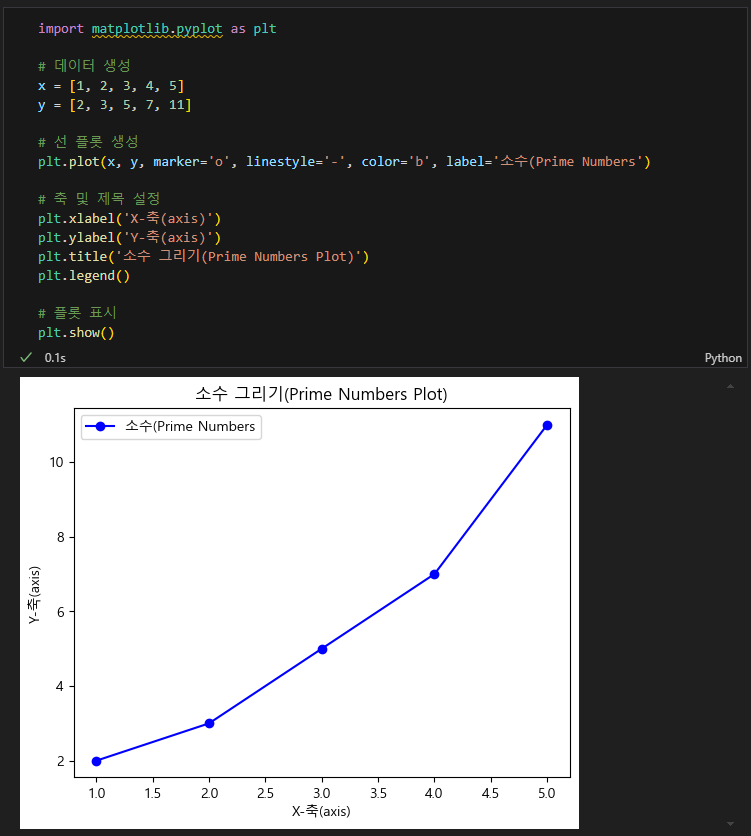 import matplotlib.pyplot as plt
# 데이터 생성
x = [1, 2, 3, 4, 5]
y = [2, 3, 5, 7, 11]
# 선 플롯 생성
plt.plot(x, y, marker='o', linestyle='-', color='b', label='소수(Prime Numbers')
# 축 및 제목 설정
plt.xlabel('X-축(axis)')
plt.ylabel('Y-축(axis)')
plt.title('소수 그리기(Prime Numbers Plot)')
plt.legend()
# 플롯 표시
plt.show()
0.1s
Python
소수 그리기(Prime Numbers Plot)
소수(Prime Numbers
10
8
6
4
2
Y-축(axis)
1.0 1.5 2.0 2.5 3.0 3.5 4.0 4.5 5.0
X-축(axis)